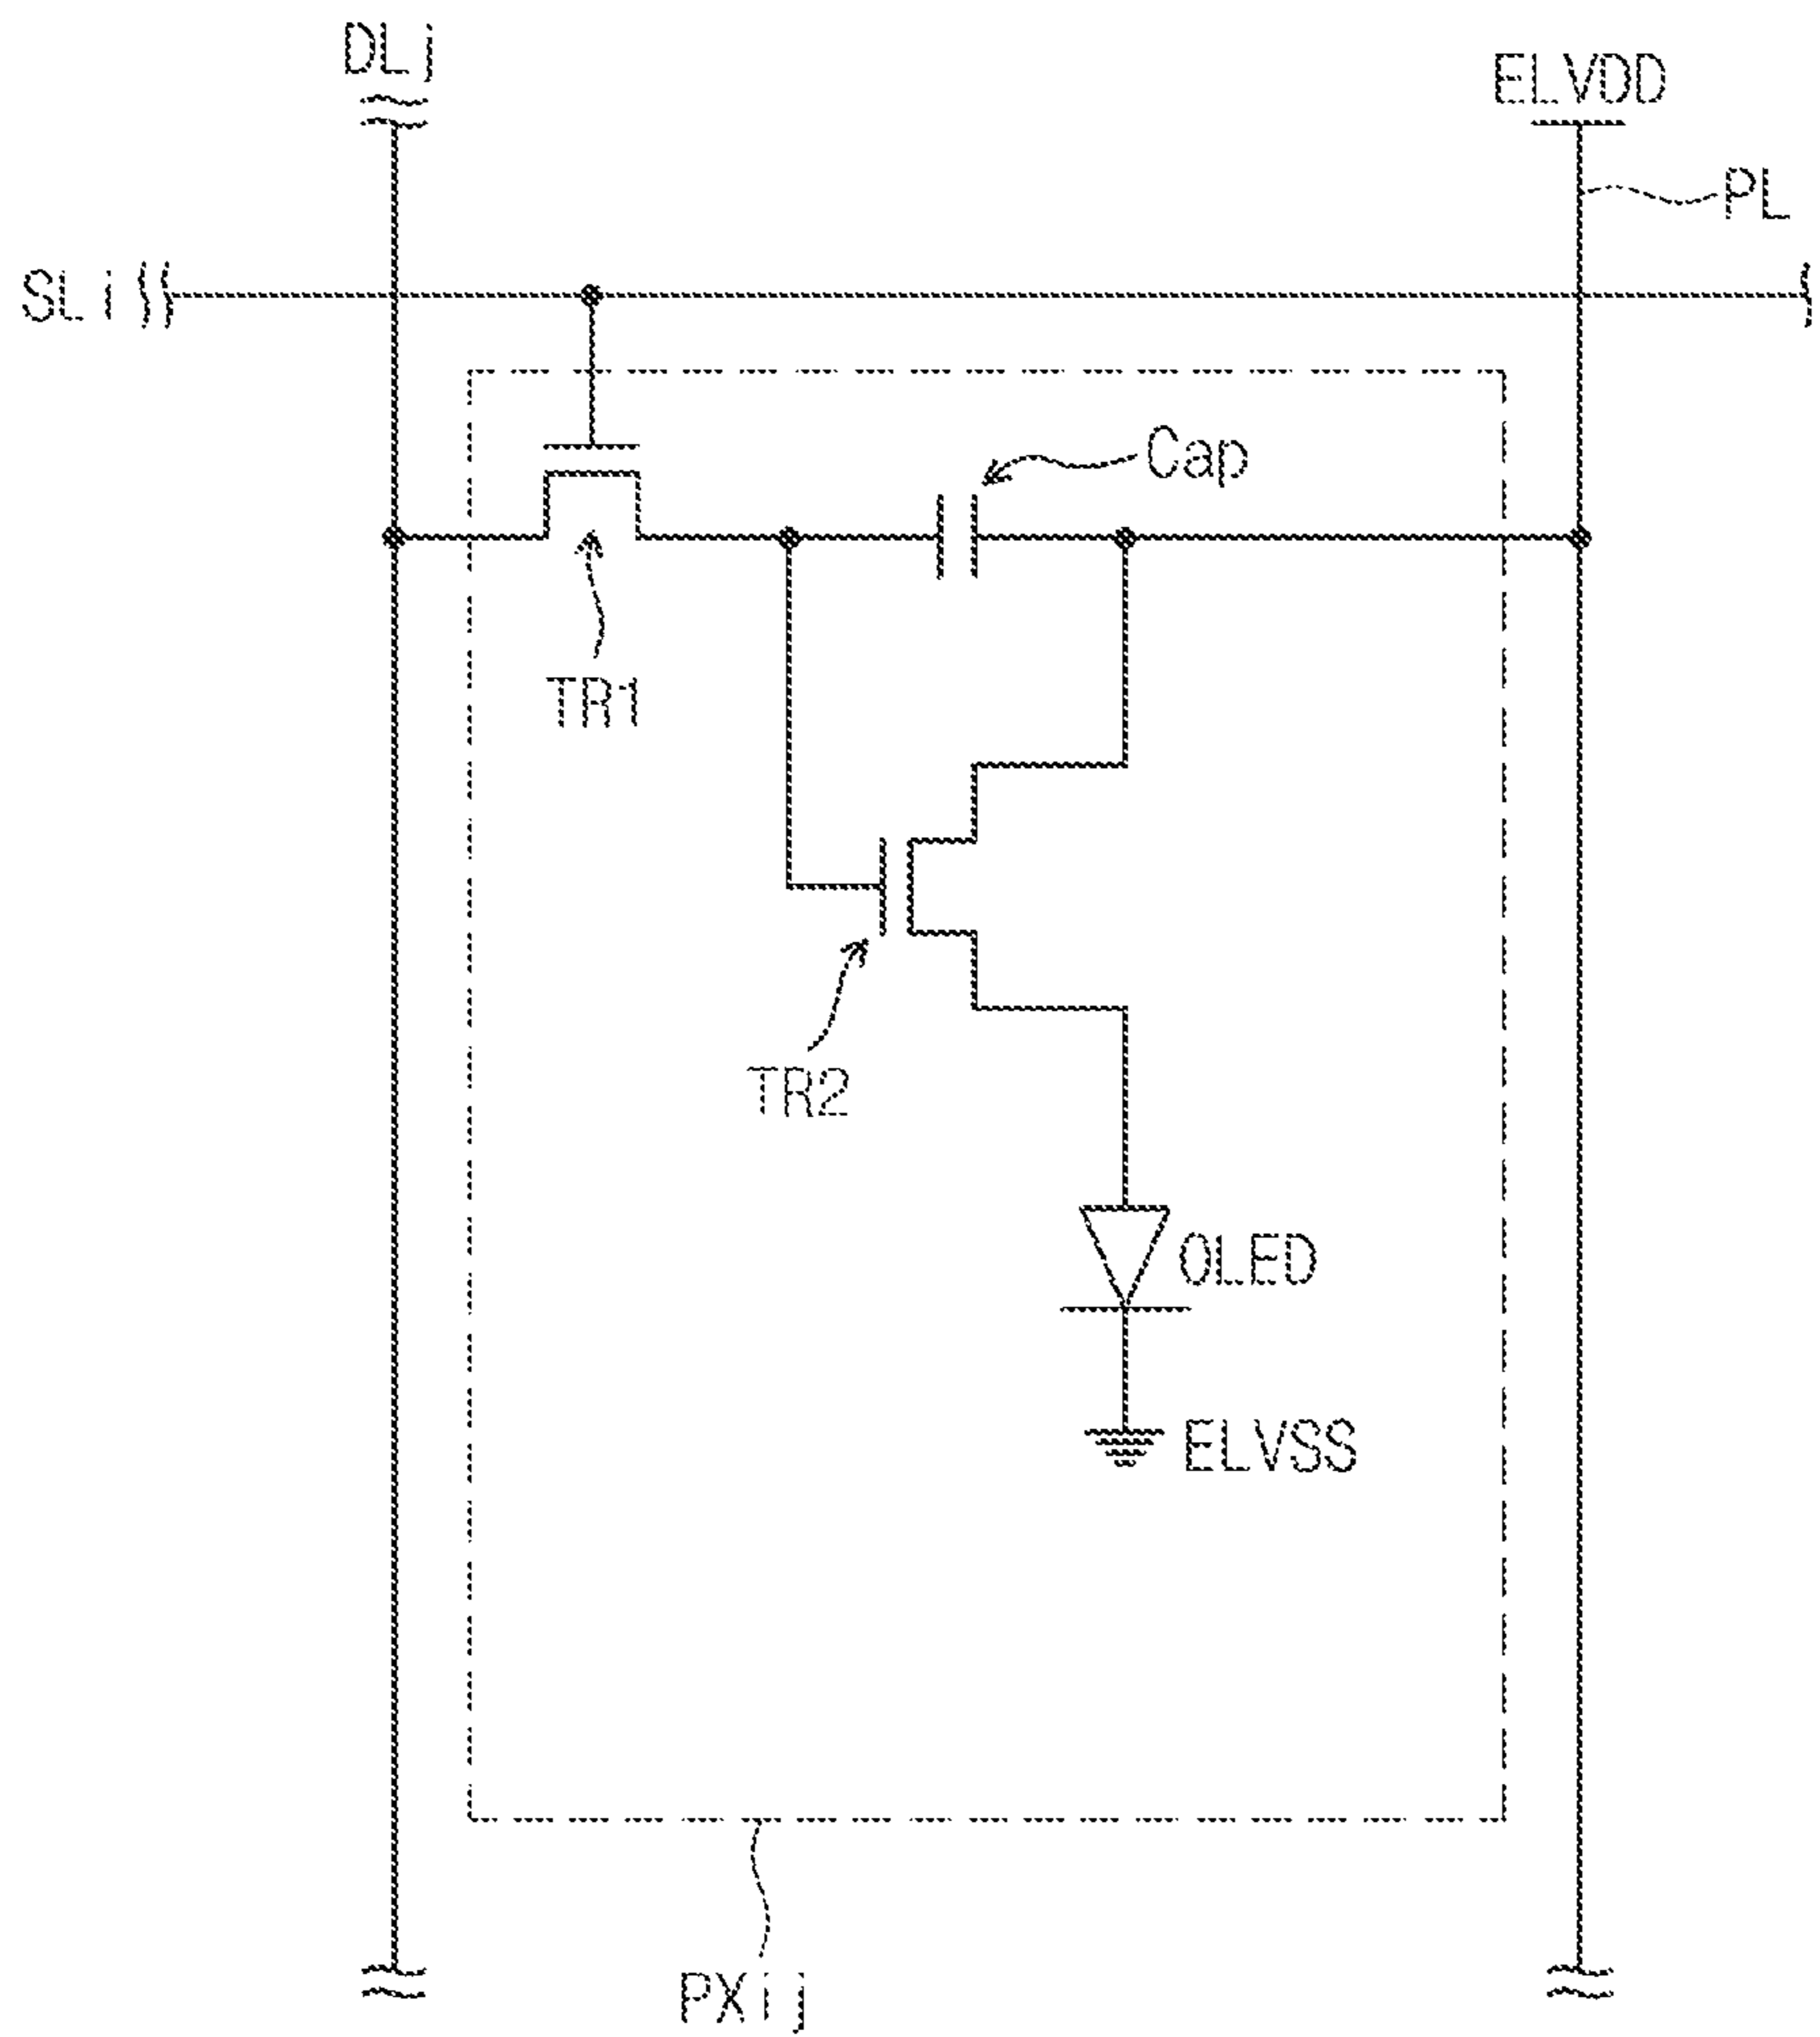 DLj
ELVDD
PL
SLi
Cap
TR1
TR2
OLED
ELVSS
PXij